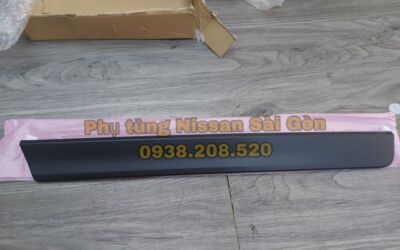 Phụ tùng Nissan Sài Gòn
0938.208.520